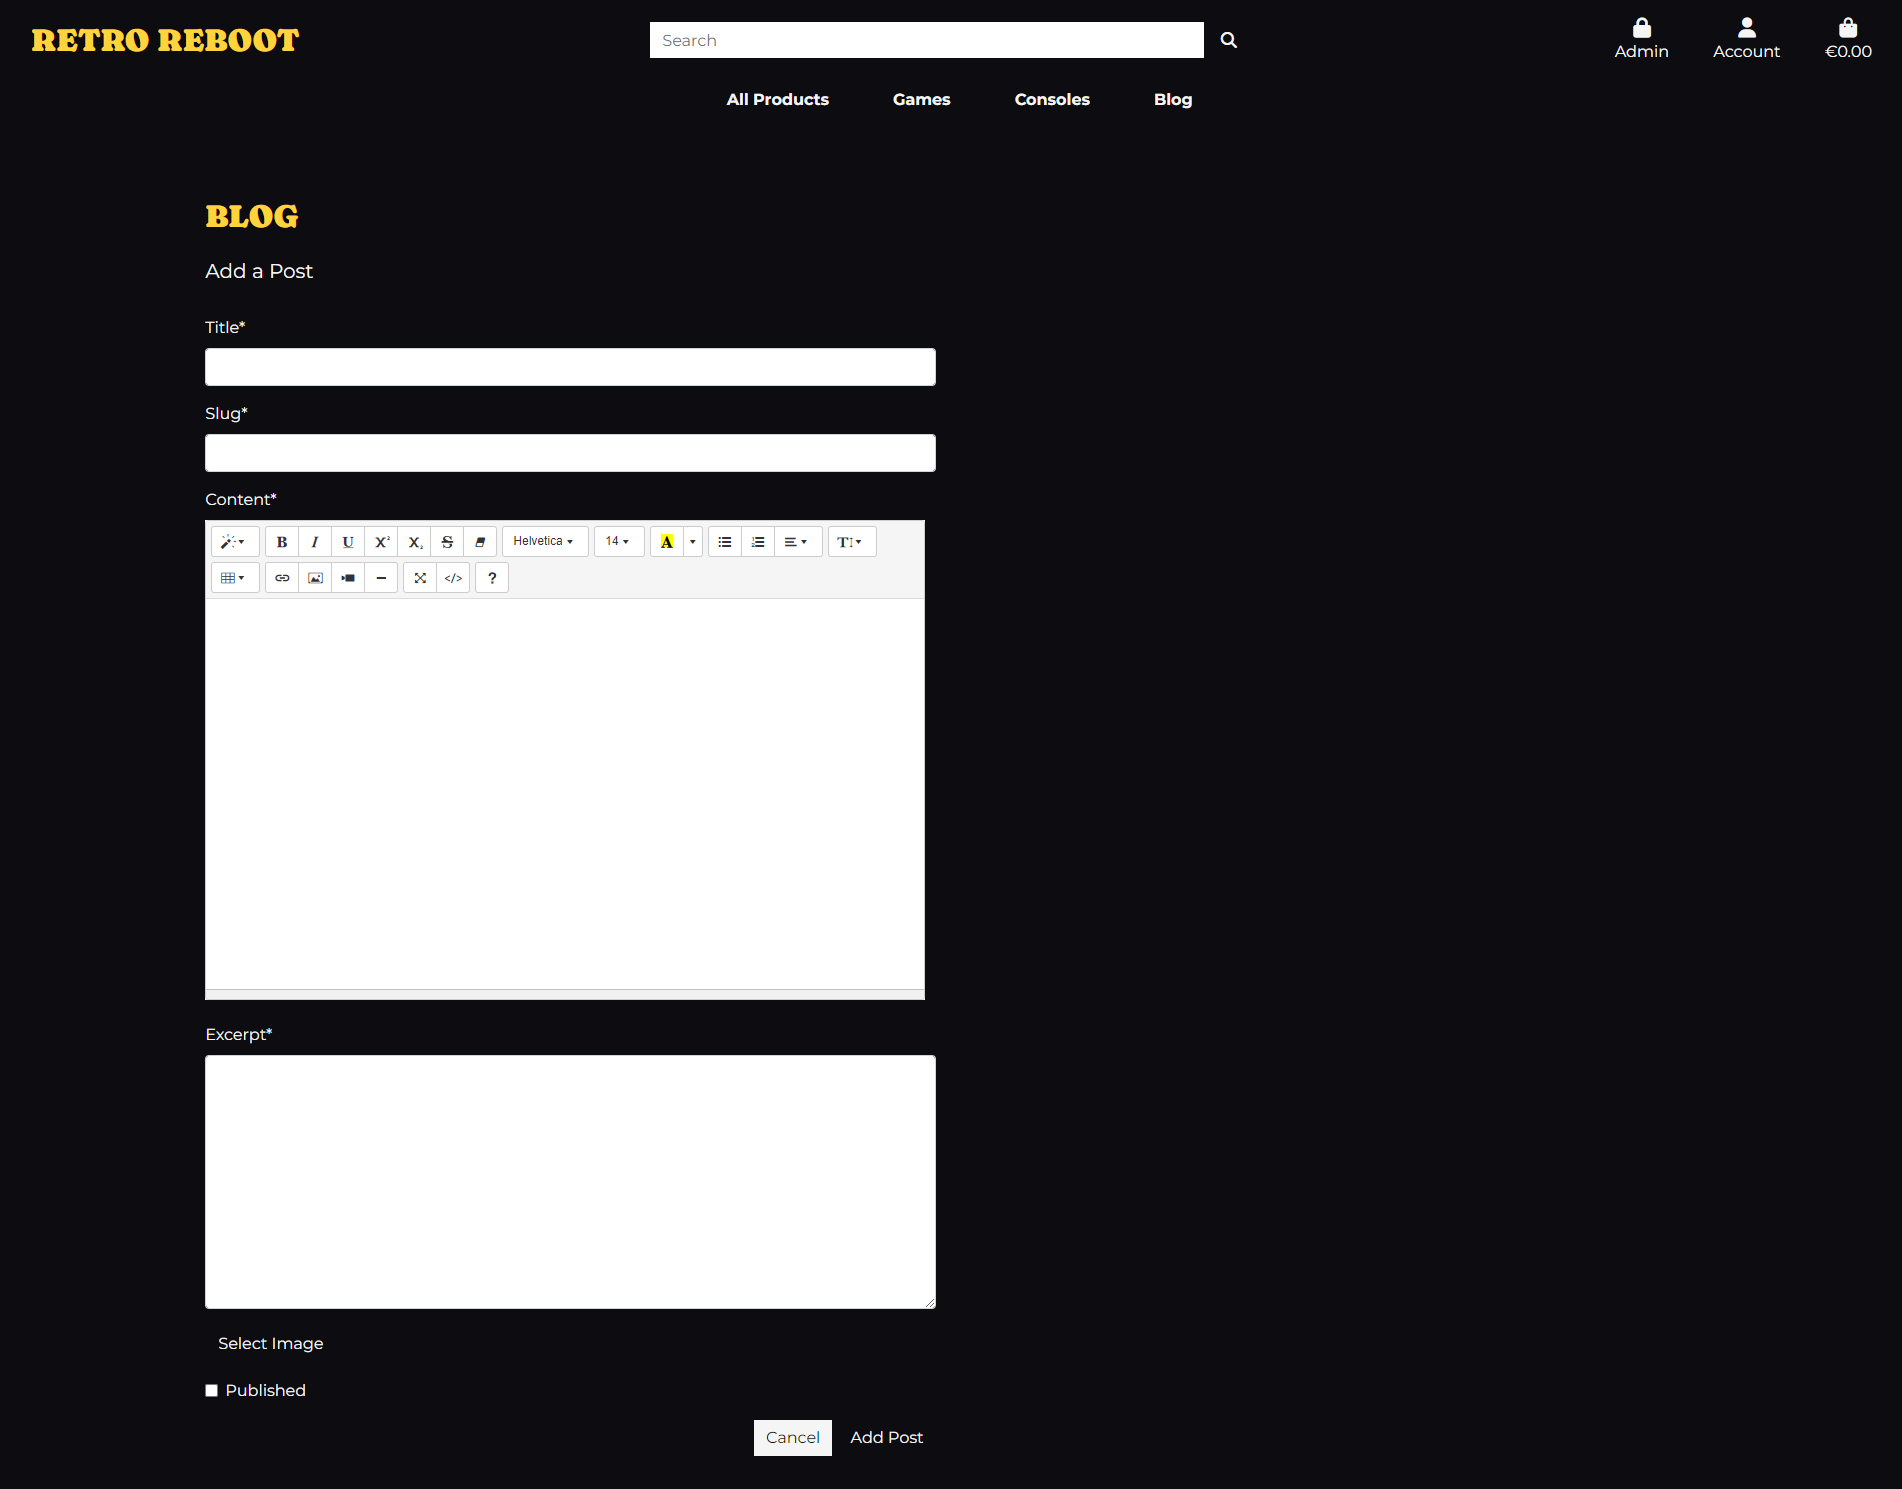 RETRO REBOOT
Search
Admin
Account
€0.00
All Products
Games
Consoles
Blog
BLOG
Add a Post
Title*
Slug*
Content*
B I U X² X₂ S Helvetica 14 A TI
</> ?
Excerpt*
Select Image
Published
Cancel
Add Post